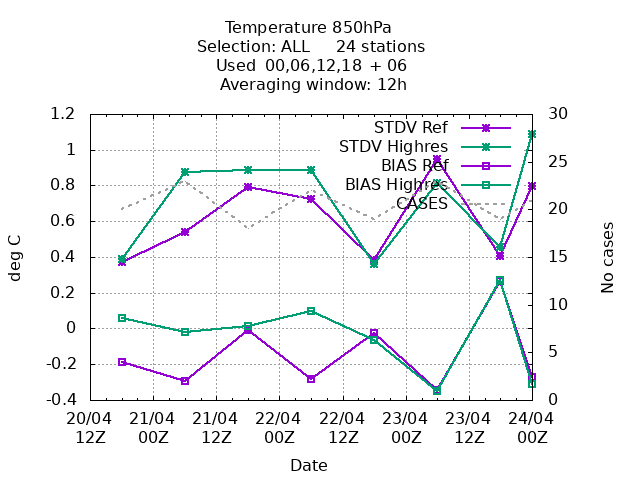 Temperature 850hPa
Selection: ALL 24 stations
Used 00,06,12,18 + 06
Averaging window: 12h
1.2
1
0.8
0.6
0.4
0.2
0
-0.2
-0.4
deg C
STDV Ref
STDV Highres
BIAS Ref
BIAS Highres
CASES
30
25
20
15
10
5
0
No cases
20/04 21/04 21/04 22/04 22/04 23/04 23/04 24/04
12Z 00Z 12Z 00Z 12Z 00Z 12Z 00Z
Date